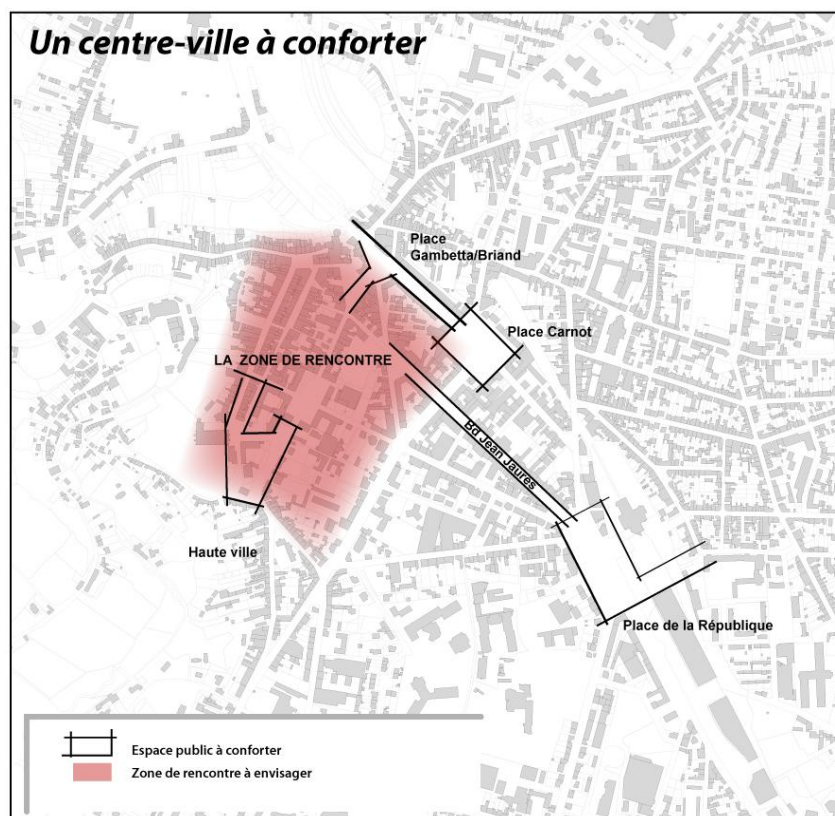 Un centre-ville à conforter
Place
Gambetta/Briand
Place Carnot
LA ZONE DE RENCONTRE
Bd Jean Jaurès
Haute ville
Place de la République
Espace public à conforter
Zone de rencontre à envisager